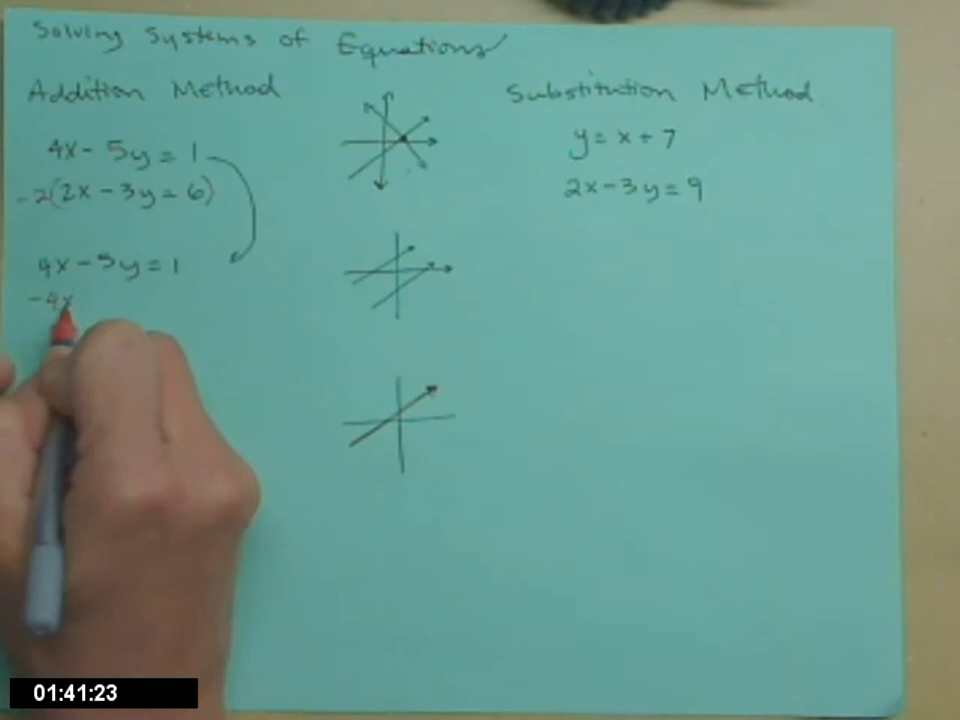 Solving Systems of Equations
Addition Method
4x - 5y = 1
-2(2x - 3y = 6)
4x - 5y = 1
-4x
Substitution Method
y = x + 7
2x - 3y = 9
01:41:23